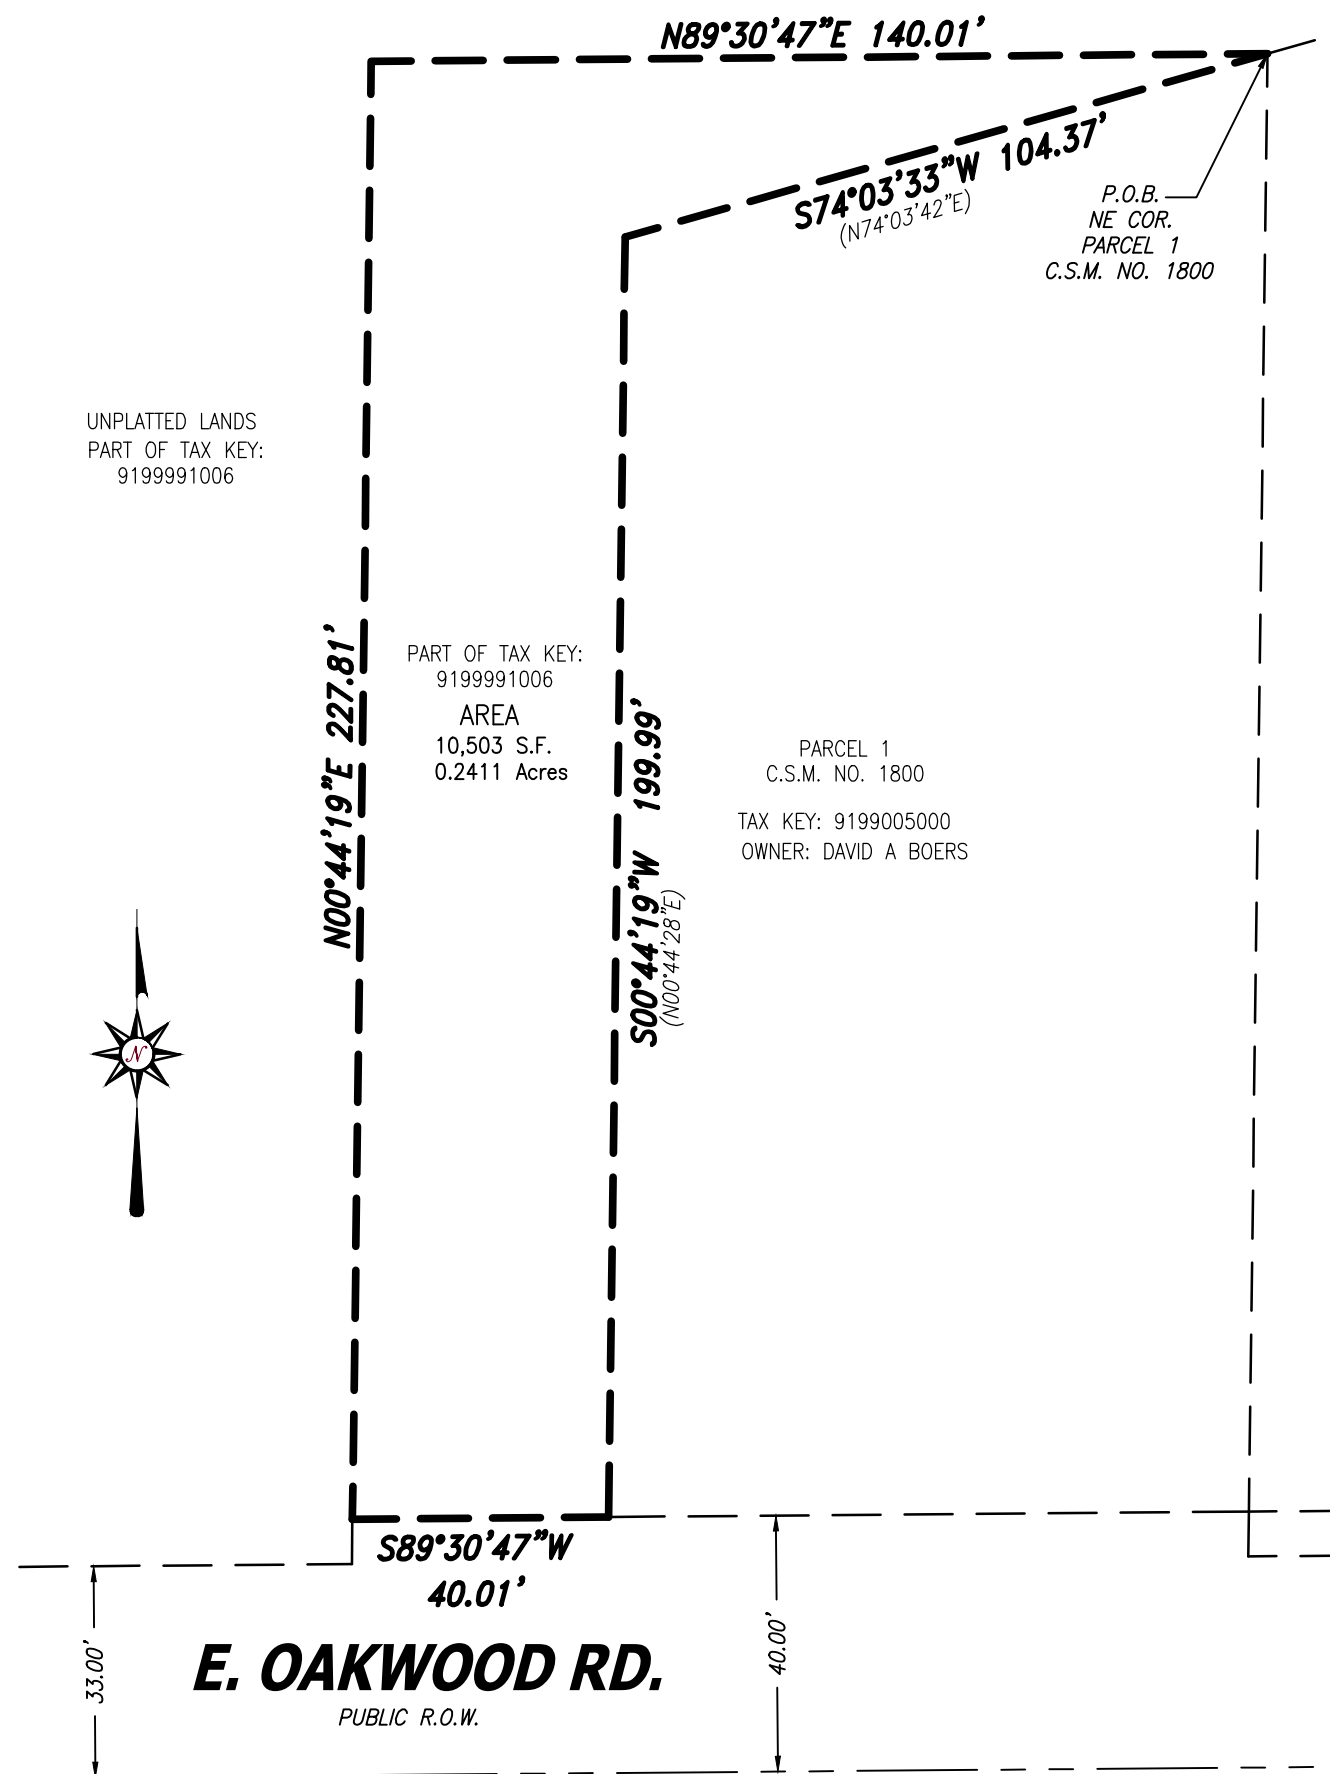 N89°30'47"E 140.01'
S74°03'33"W 104.37'
(N74°03'42"E)
P.O.B.
NE COR.
PARCEL 1
C.S.M. NO. 1800
UNPLATTED LANDS
PART OF TAX KEY:
9199991006
N00°44'19"E 227.81'
PART OF TAX KEY:
9199991006
AREA
10,503 S.F.
0.2411 Acres
S00°44'19"W 199.99'
(N00°44'28"E)
PARCEL 1
C.S.M. NO. 1800
TAX KEY: 9199005000
OWNER: DAVID A BOERS
N
S89°30'47"W
40.01'
33.00'
40.00'
E. OAKWOOD RD.
PUBLIC R.O.W.